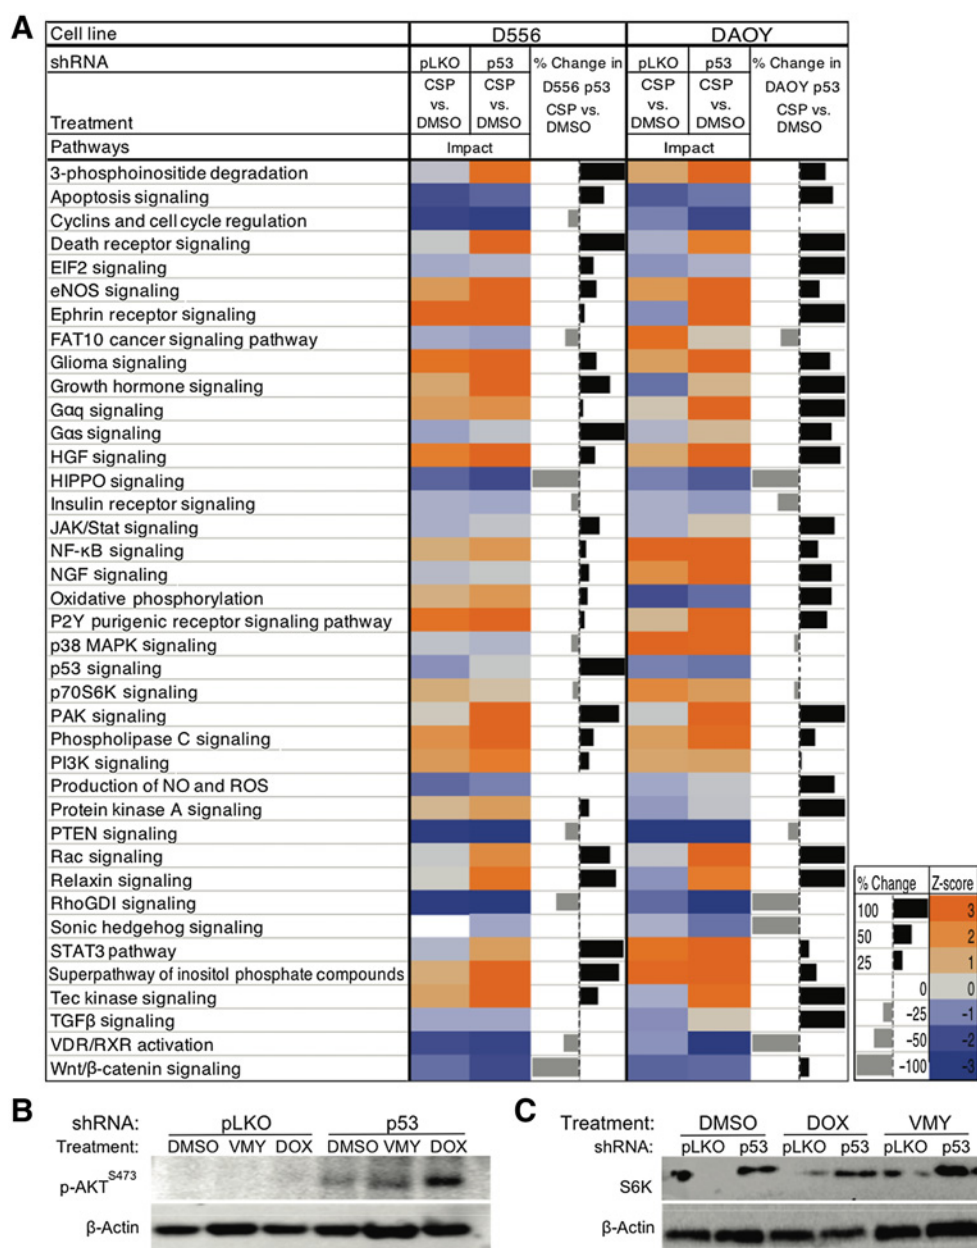 A
Cell line D556 DAOY
shRNA pLKO p53 % Change in D556 p53 CSP vs. DMSO pLKO p53 % Change in DAOY p53 CSP vs. DMSO
Treatment CSP vs. DMSO CSP vs. DMSO CSP vs. DMSO CSP vs. DMSO
Pathways Impact Impact
3-phosphoinositide degradation
Apoptosis signaling
Cyclins and cell cycle regulation
Death receptor signaling
EIF2 signaling
eNOS signaling
Ephrin receptor signaling
FAT10 cancer signaling pathway
Glioma signaling
Growth hormone signaling
Gαq signaling
Gαs signaling
HGF signaling
HIPPO signaling
Insulin receptor signaling
JAK/Stat signaling
NF-κB signaling
NGF signaling
Oxidative phosphorylation
P2Y purigenic receptor signaling pathway
p38 MAPK signaling
p53 signaling
p70S6K signaling
PAK signaling
Phospholipase C signaling
PI3K signaling
Production of NO and ROS
Protein kinase A signaling
PTEN signaling
Rac signaling
Relaxin signaling
RhoGDI signaling
Sonic hedgehog signaling
STAT3 pathway
Superpathway of inositol phosphate compounds
Tec kinase signaling
TGFβ signaling
VDR/RXR activation
Wnt/β-catenin signaling
% Change Z-score
100 3
50 2
25 1
0 0
-25 -1
-50 -2
-100 -3
B
shRNA: pLKO p53
Treatment: DMSO VMY DOX DMSO VMY DOX
p-AKT S473
β-Actin
C
Treatment: DMSO DOX VMY
shRNA: pLKO p53 pLKO p53 pLKO p53
S6K
β-Actin